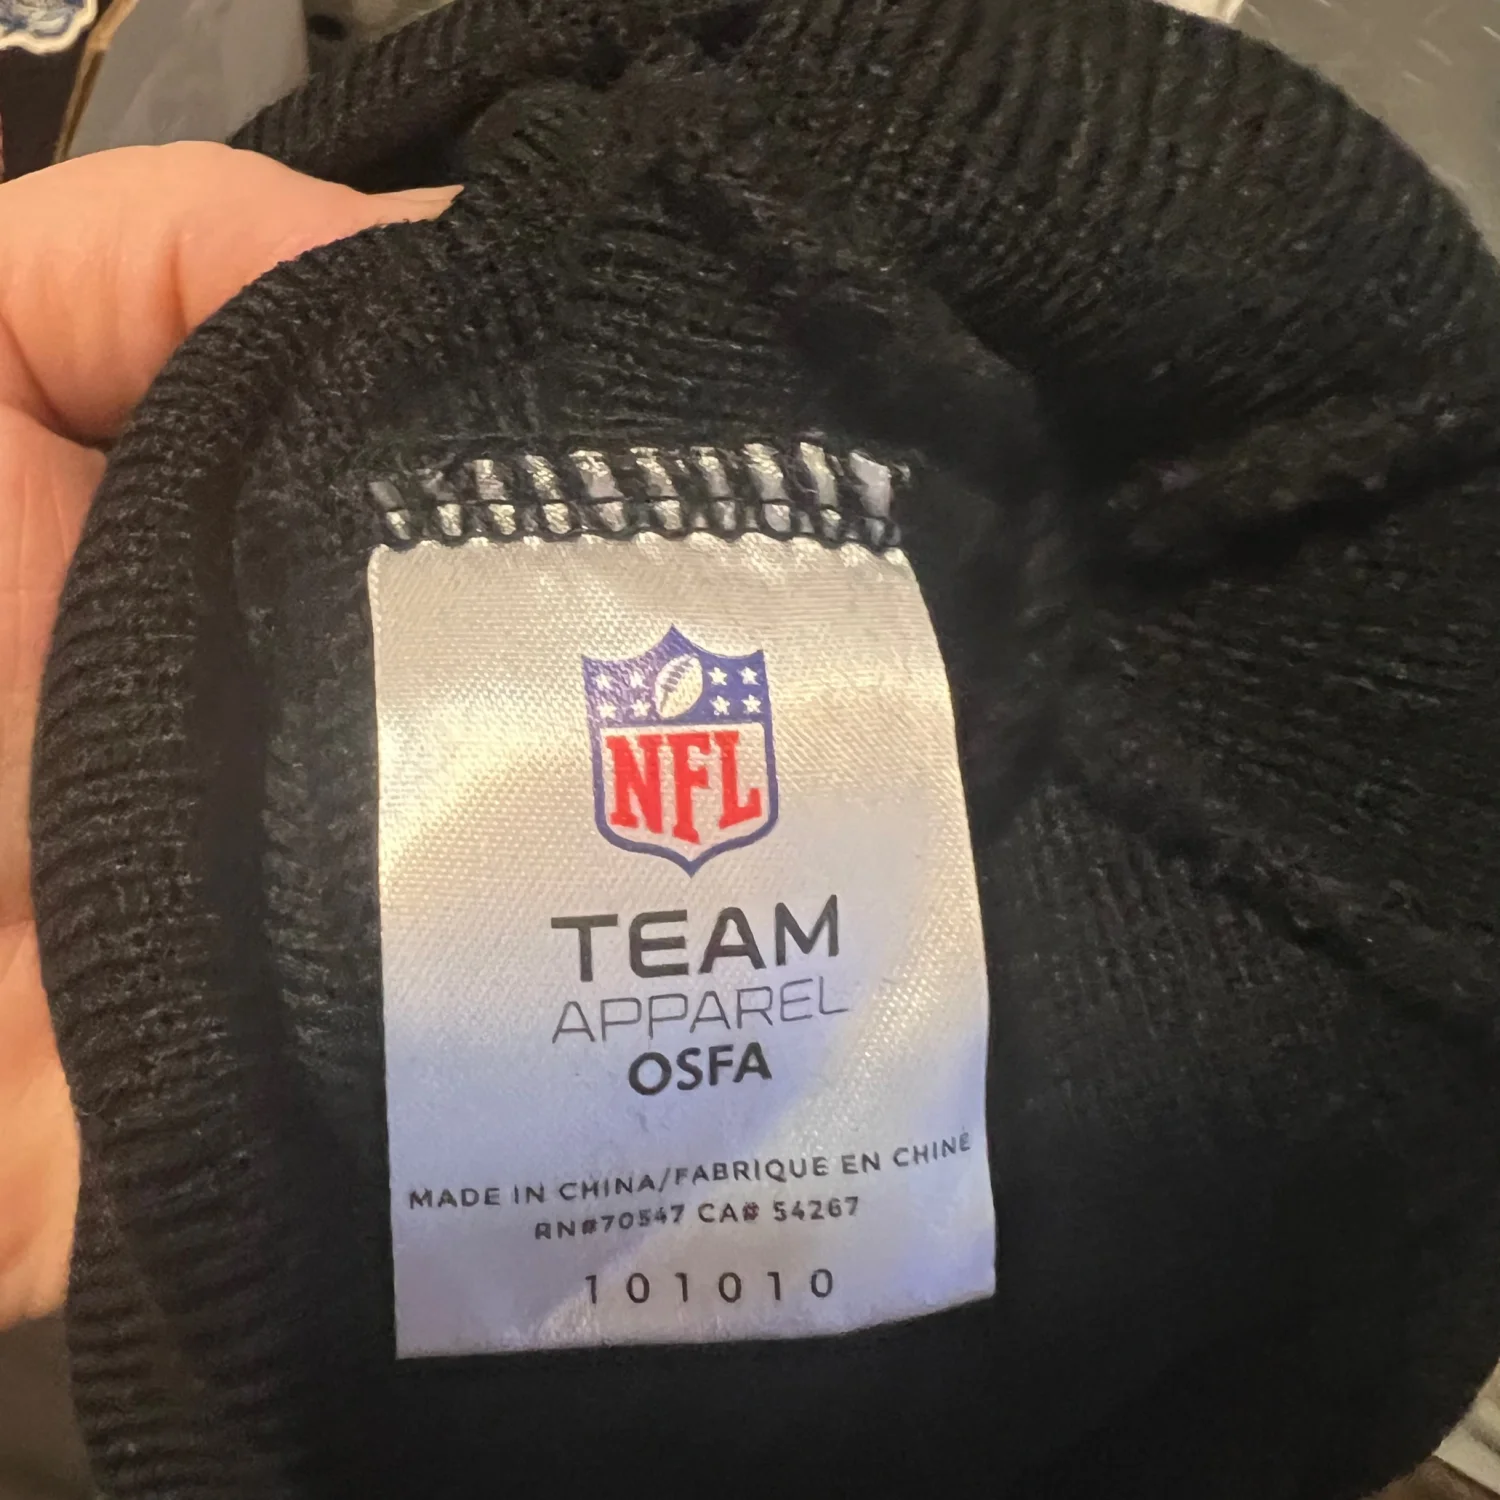 NFL
TEAM
APPAREL
OSFA
MADE IN CHINA/FABRIQUE EN CHINE
RN#70547 CA# 54267
101010